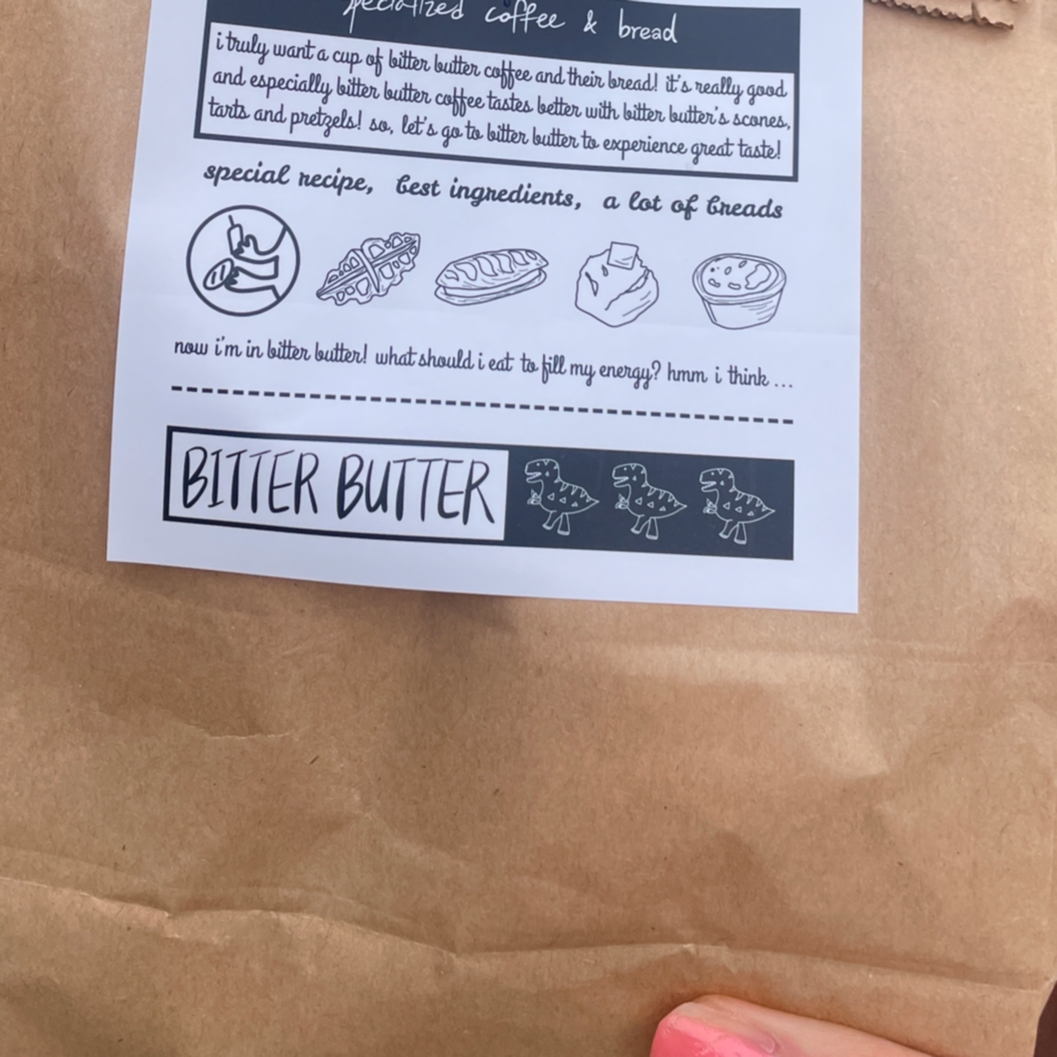 specialized coffee & bread
i truly want a cup of bitter butter coffee and their bread! it's really good
and especially bitter butter coffee tastes better with bitter butter's scones,
tarts and pretzels! so, let's go to bitter butter to experience great taste!
special recipe, best ingredients, a lot of breads
now i'm in bitter butter! what should i eat to fill my energy? hmm i think ...
BITTER BUTTER